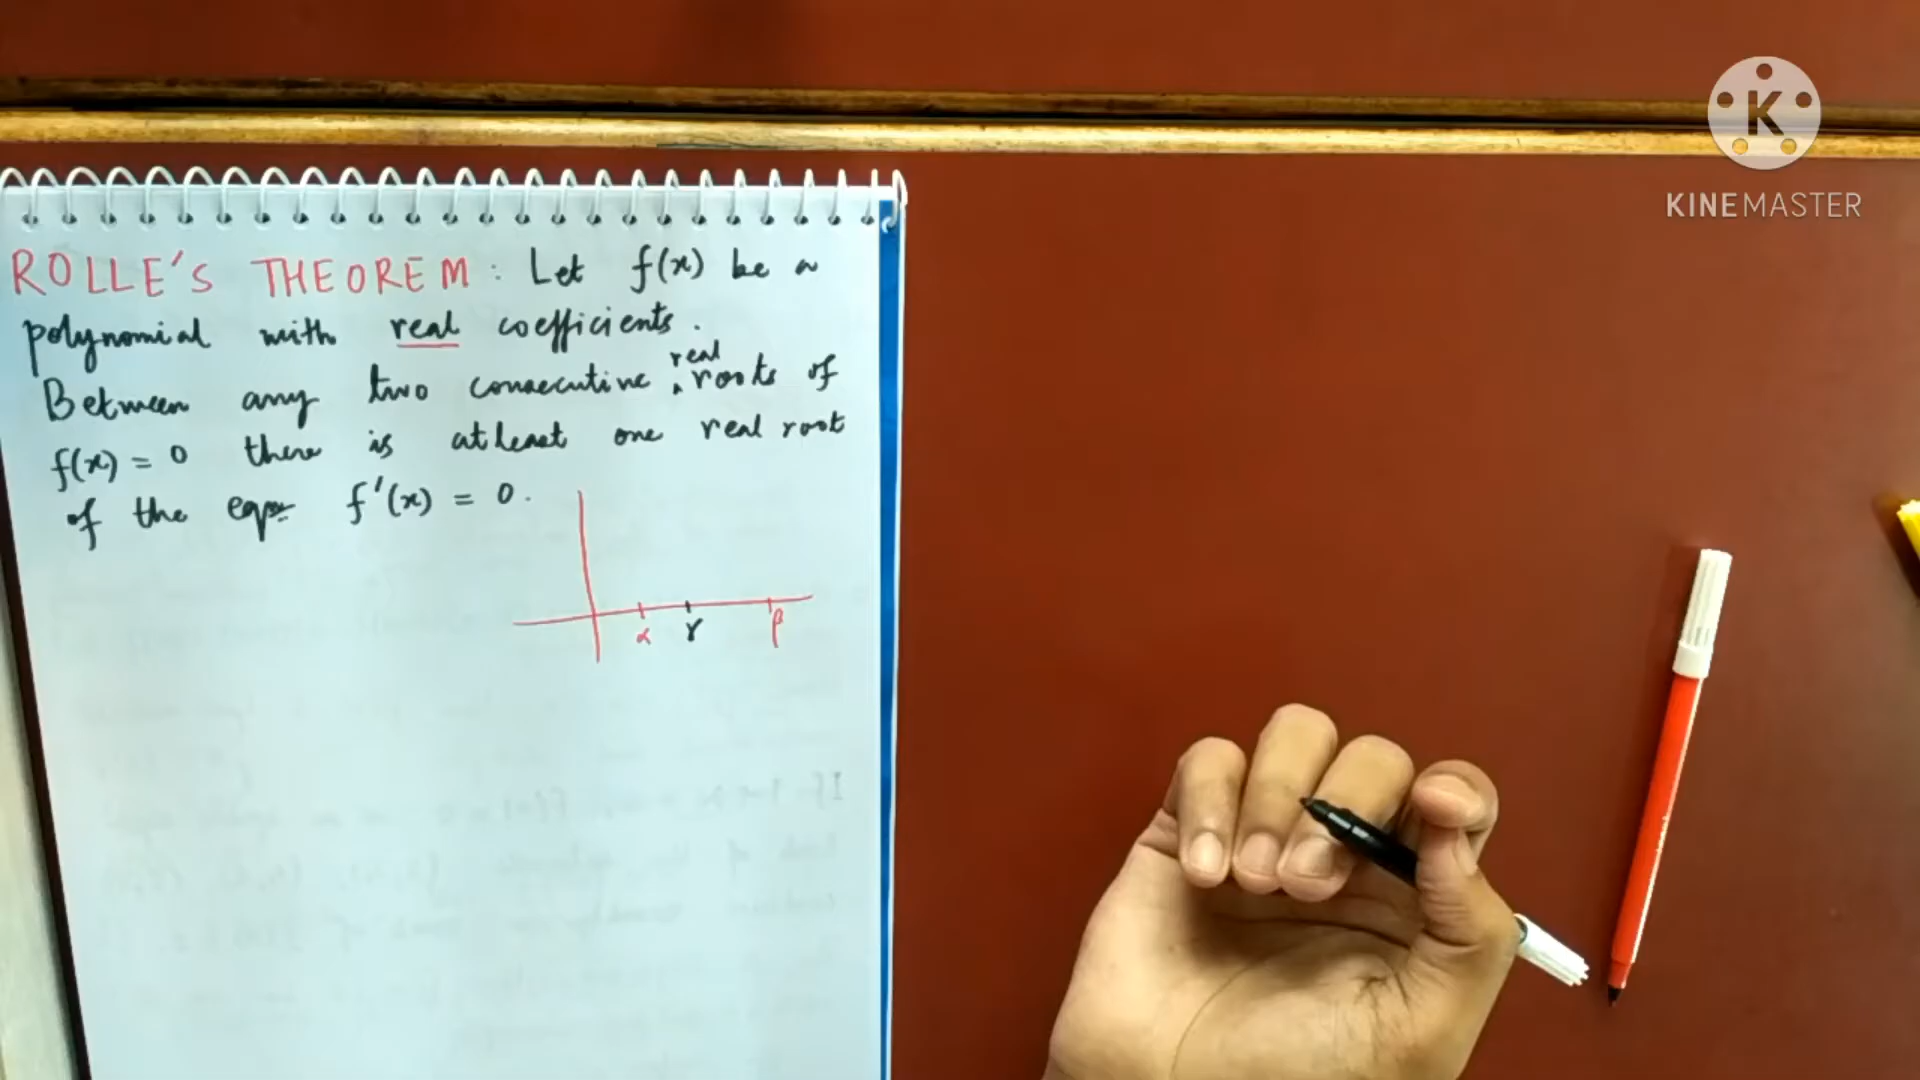 K
KINEMASTER
ROLLE'S THEOREM : Let f(x) be a
polynomial with real coefficients.
real
Between any two consecutive roots of
f(x) = 0 there is atleast one real root
of the eqn f'(x) = 0.
α γ β